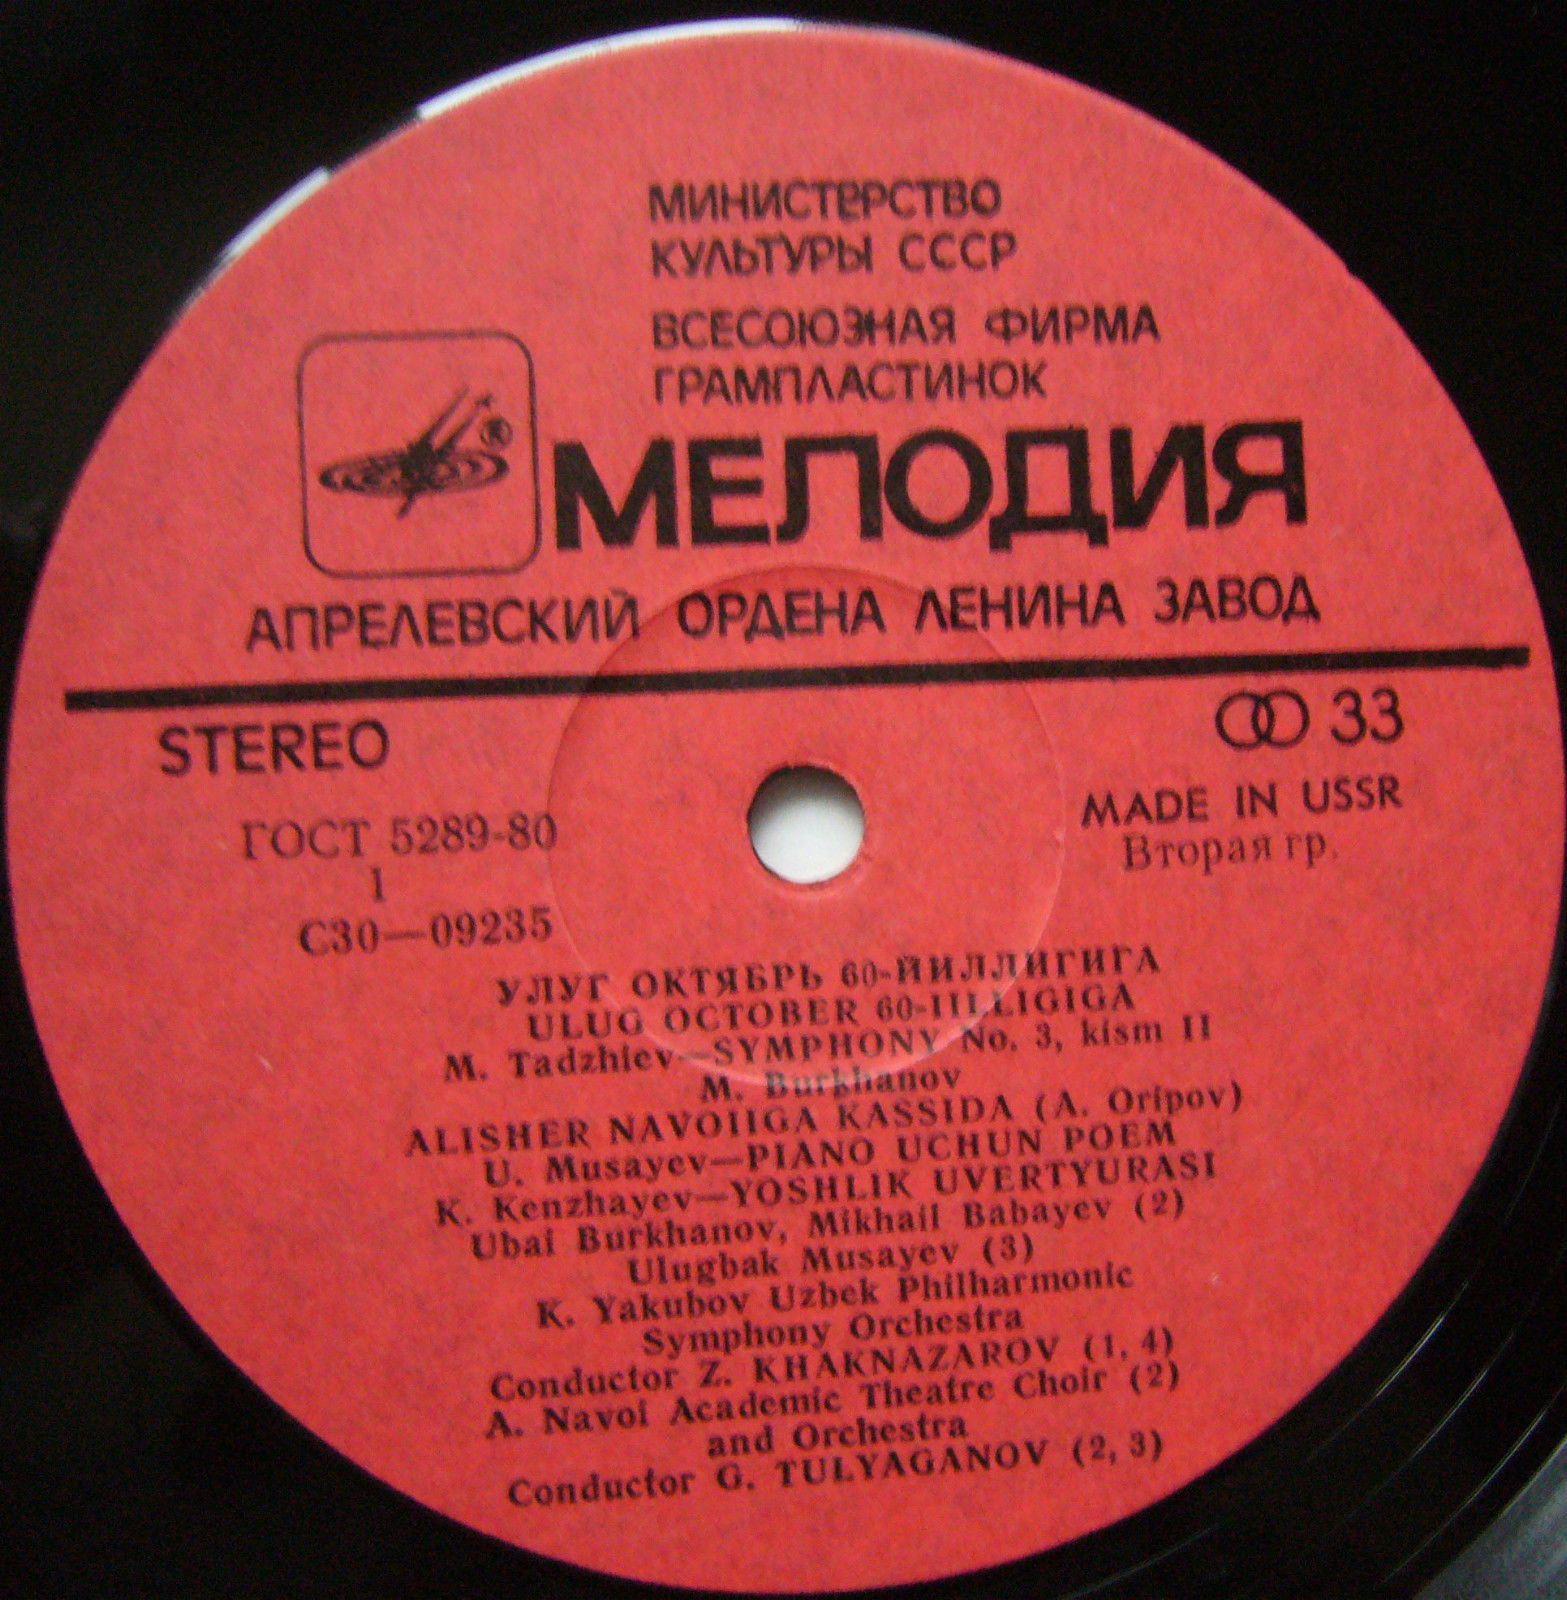 МИНИСТЕРСТВО
КУЛЬТУРЫ СССР
ВСЕСОЮЗНАЯ ФИРМА
ГРАМПЛАСТИНОК
®
МЕЛОДИЯ
АПРЕЛЕВСКИЙ ОРДЕНА ЛЕНИНА ЗАВОД
STEREO
33
ГОСТ 5289-80
MADE IN USSR
1
Вторая гр.
С30—09235
УЛУГ ОКТЯБРЬ 60-ЙИЛЛИГИГА
ULUG OCTOBER 60-IILLIGIGA
M. Tadzhiev—SYMPHONY No. 3, kism II
M. Burkhanov
ALISHER NAVOIIGA KASSIDA (A. Oripov)
U. Musayev—PIANO UCHUN POEM
K. Kenzhayev—YOSHLIK UVERTYURASI
Ubai Burkhanov, Mikhail Babayev (2)
Ulugbak Musayev (3)
K. Yakubov Uzbek Philharmonic
Symphony Orchestra
Conductor Z. KHAKNAZAROV (1, 4)
A. Navoi Academic Theatre Choir (2)
and Orchestra
Conductor G. TULYAGANOV (2, 3)